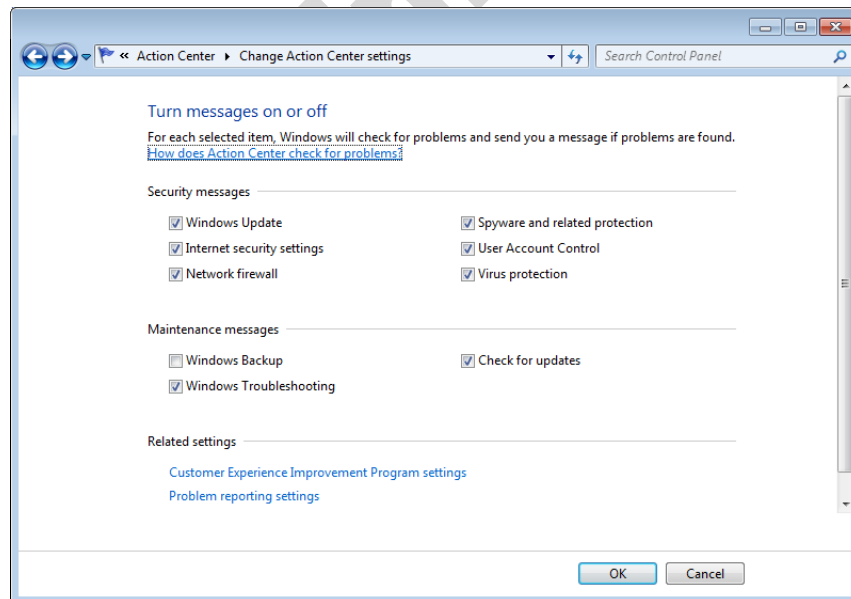 « Action Center ▸ Change Action Center settings Search Control Panel
Turn messages on or off
For each selected item, Windows will check for problems and send you a message if problems are found.
How does Action Center check for problems?
Security messages
Windows Update Spyware and related protection
Internet security settings User Account Control
Network firewall Virus protection
Maintenance messages
Windows Backup Check for updates
Windows Troubleshooting
Related settings
Customer Experience Improvement Program settings
Problem reporting settings
OK Cancel